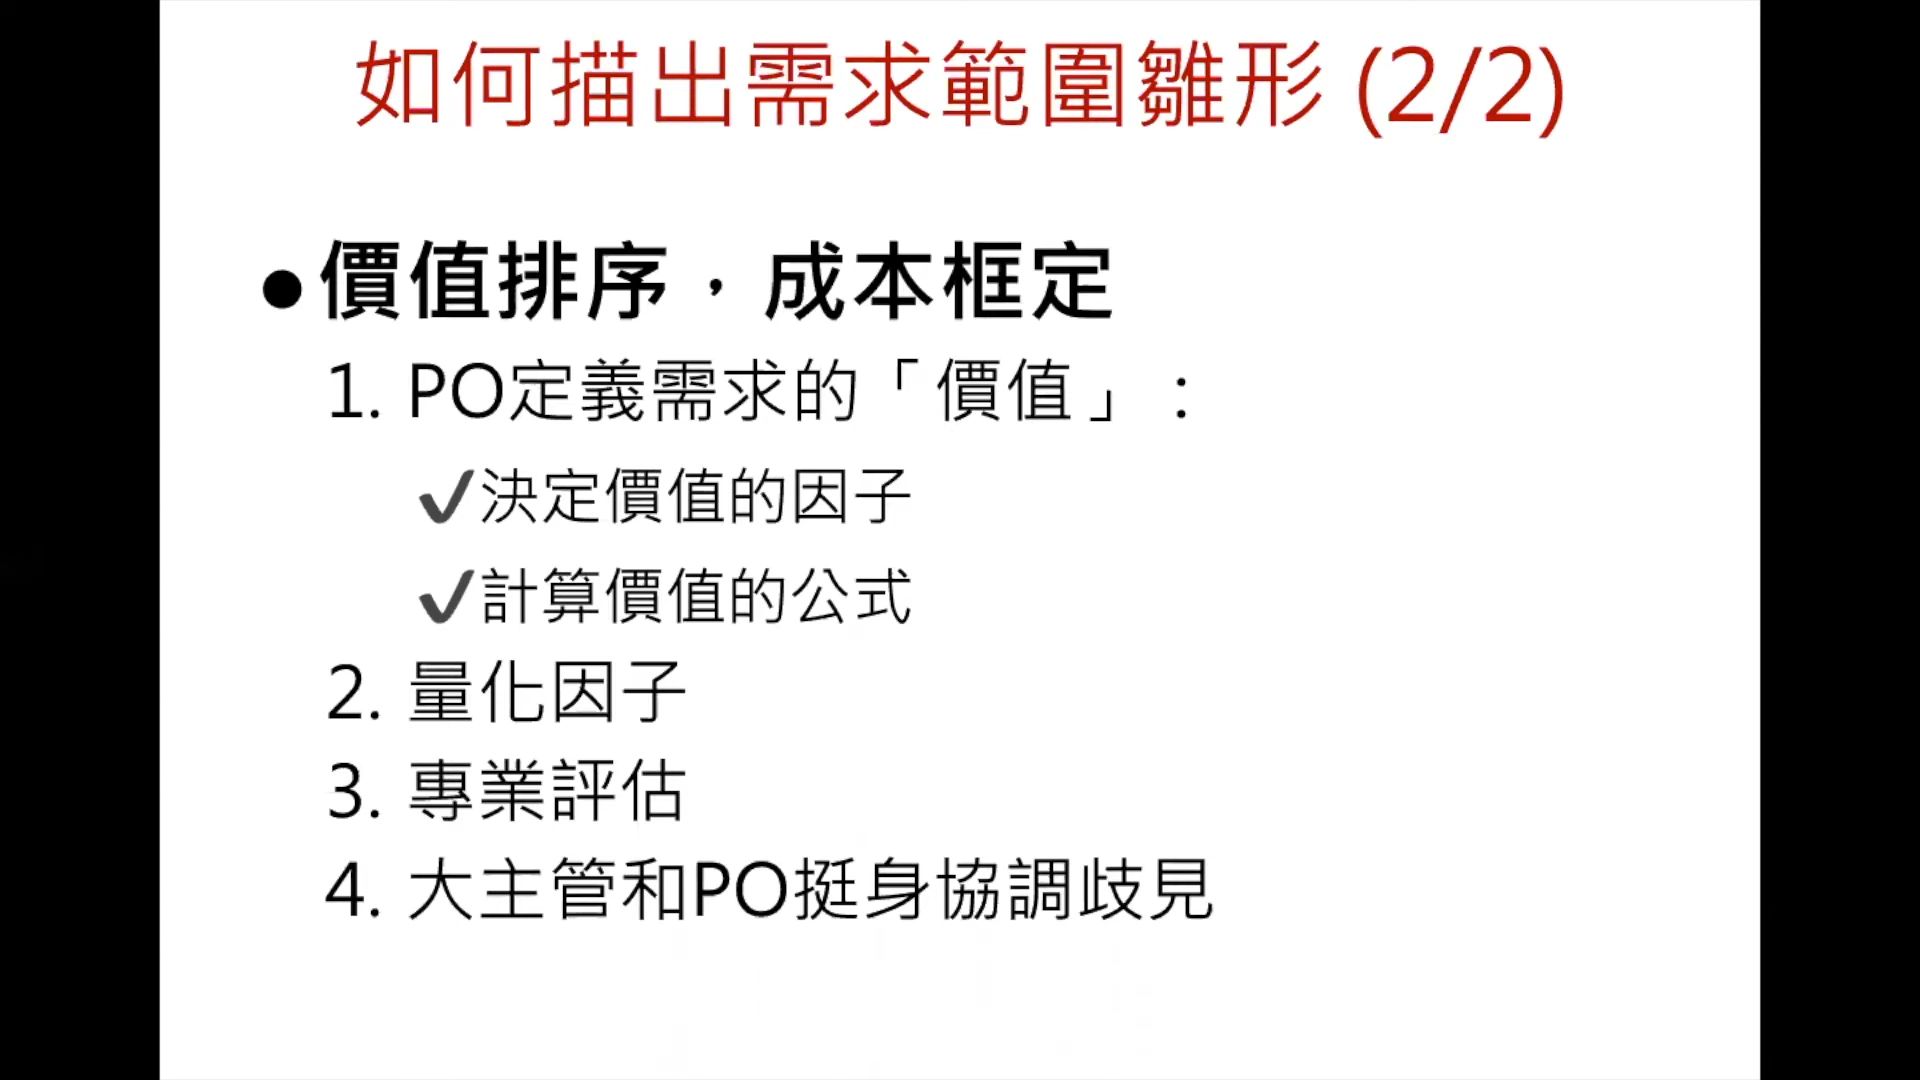 如何描出需求範圍雛形 (2/2)
●價值排序，成本框定
1. PO定義需求的「價值」：
✓決定價值的因子
✓計算價值的公式
2. 量化因子
3. 專業評估
4. 大主管和PO挺身協調歧見